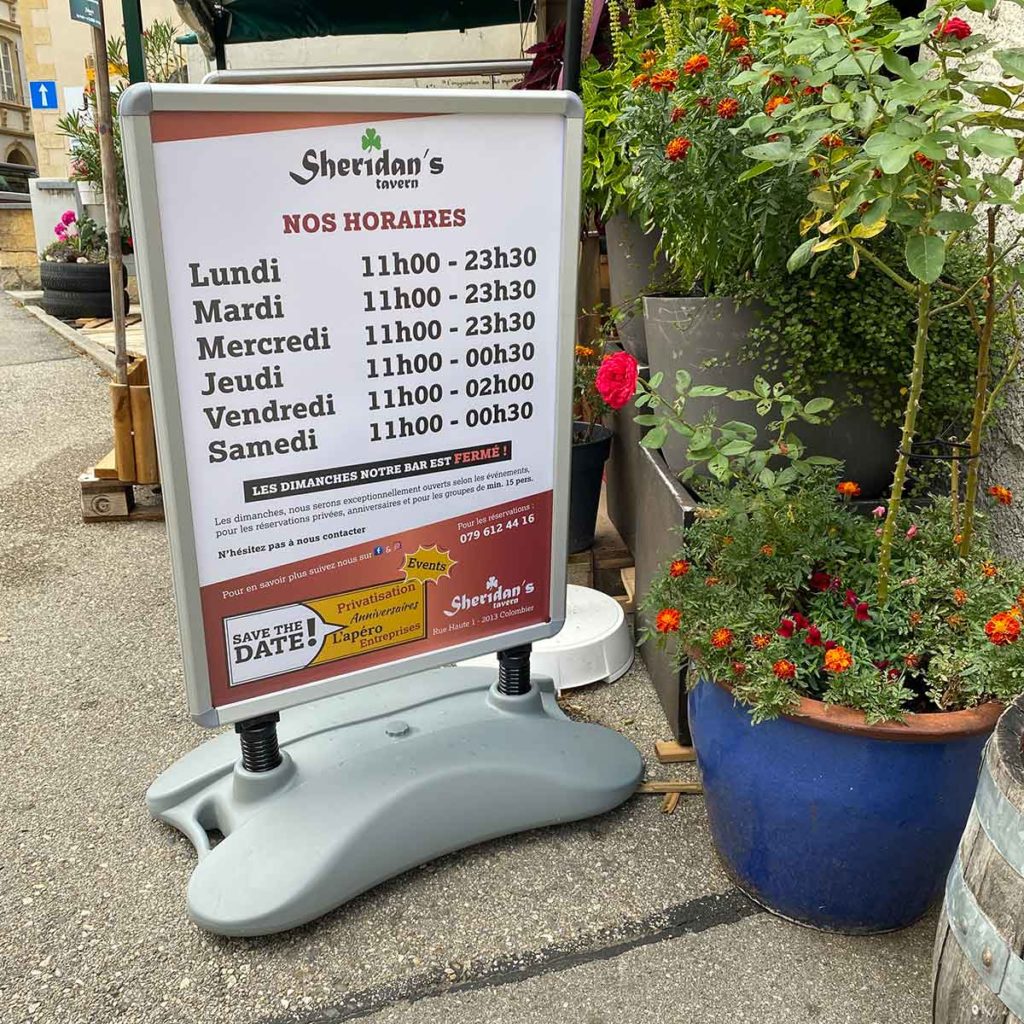 Sheridan's
tavern
NOS HORAIRES
Lundi 11h00 - 23h30
Mardi 11h00 - 23h30
Mercredi 11h00 - 23h30
Jeudi 11h00 - 00h30
Vendredi 11h00 - 02h00
Samedi 11h00 - 00h30
LES DIMANCHES NOTRE BAR EST FERMÉ !
Les dimanches, nous serons exceptionnellement ouverts selon les événements,
pour les réservations privées, anniversaires et pour les groupes de min. 15 pers.
N'hésitez pas à nous contacter
Pour les réservations :
079 612 44 16
Pour en savoir plus suivez nous sur f &
Events
SAVE THE
DATE!
Privatisation
Anniversaires
L'apéro
Entreprises
Sheridan's
tavern
Rue Haute 1 - 2013 Colombier